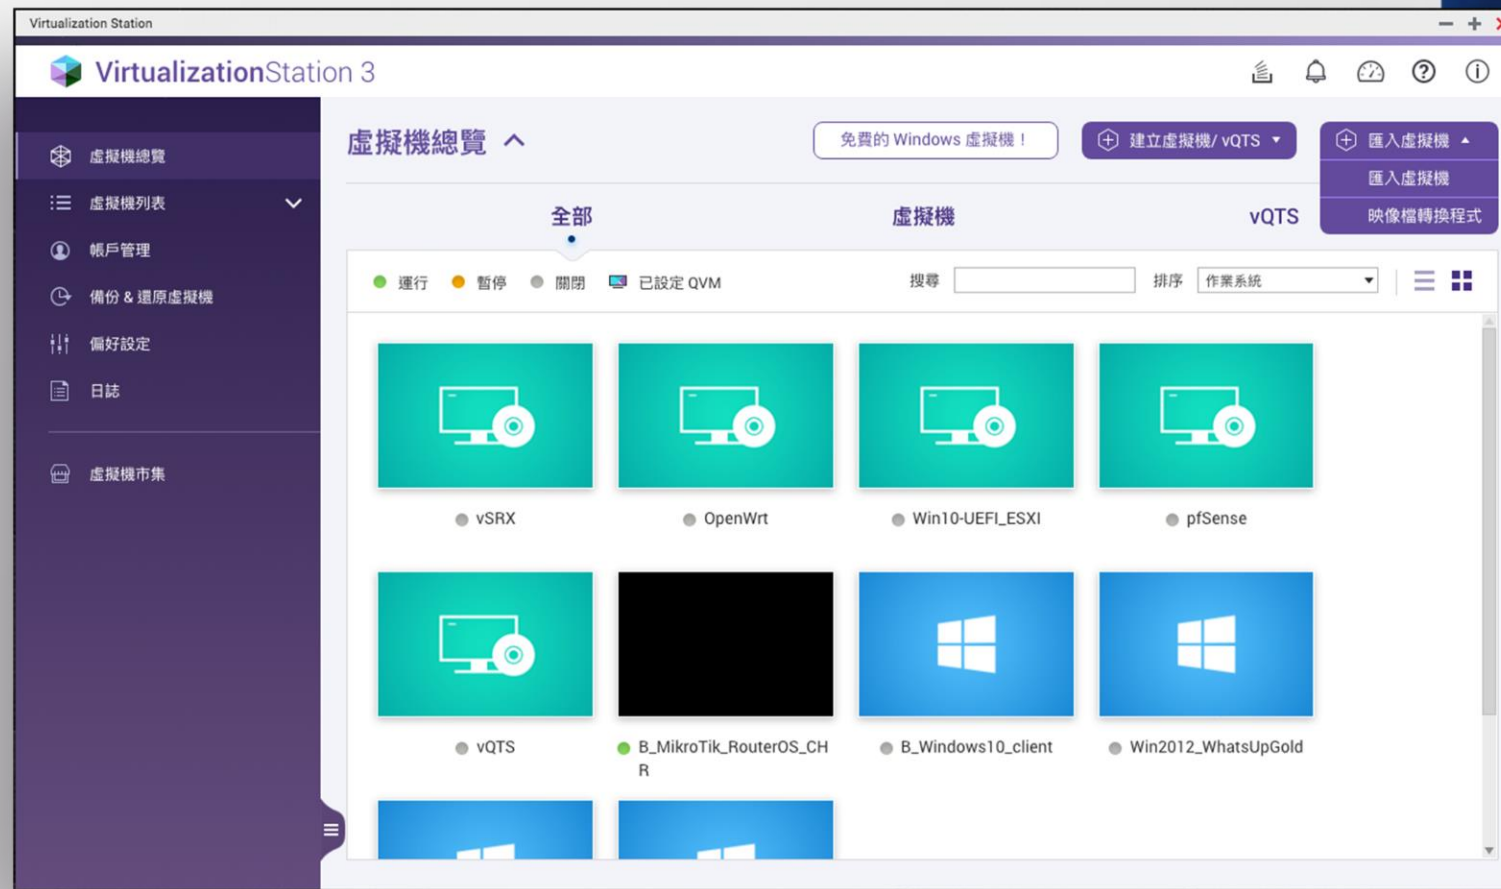 Virtualization Station
VirtualizationStation 3
虛擬機總覽
虛擬機列表
帳戶管理
備份 & 還原虛擬機
偏好設定
日誌
虛擬機市集
虛擬機總覽
免費的 Windows 虛擬機！
建立虛擬機/ vQTS
匯入虛擬機
匯入虛擬機
映像檔轉換程式
全部
虛擬機
vQTS
運行
暫停
關閉
已設定 QVM
搜尋
排序
作業系統
vSRX
OpenWrt
Win10-UEFI_ESXI
pfSense
vQTS
B_MikroTik_RouterOS_CH
R
B_Windows10_client
Win2012_WhatsUpGold